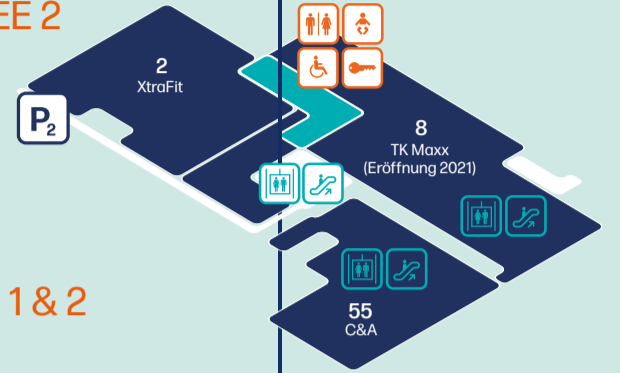 EE 2
2
XtraFit
P2
8
TK Maxx
(Eröffnung 2021)
1 & 2
55
C&A